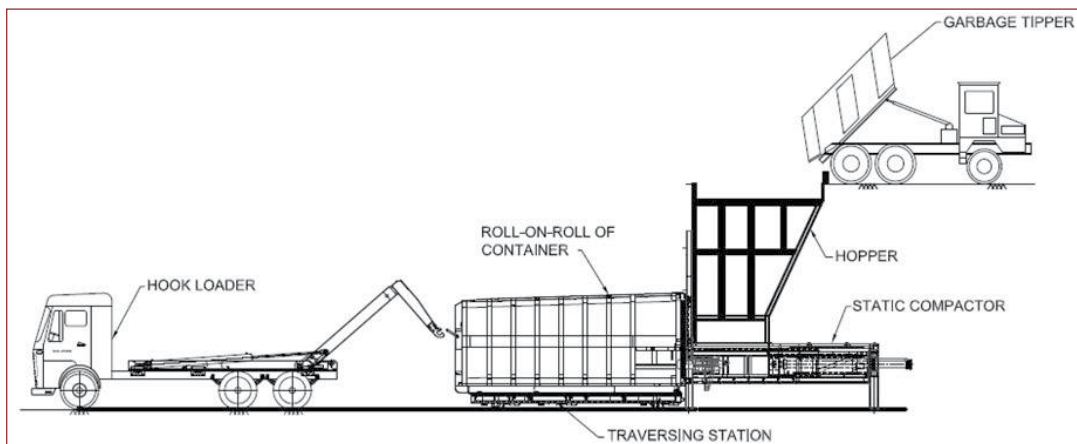 GARBAGE TIPPER
ROLL-ON-ROLL OF
CONTAINER
HOPPER
HOOK LOADER
STATIC COMPACTOR
TRAVERSING STATION